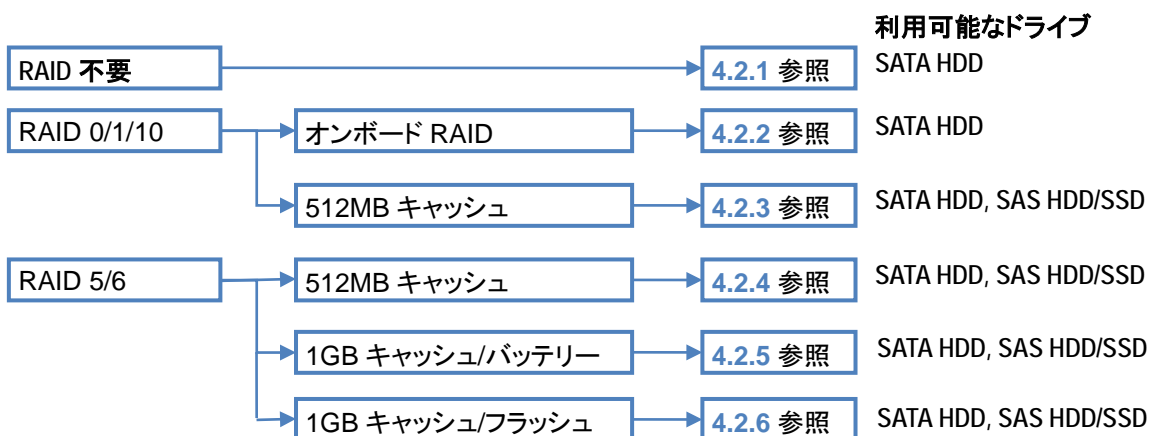 利用可能なドライブ
RAID 不要 4.2.1 参照 SATA HDD
RAID 0/1/10 オンボード RAID 4.2.2 参照 SATA HDD
512MB キャッシュ 4.2.3 参照 SATA HDD, SAS HDD/SSD
RAID 5/6 512MB キャッシュ 4.2.4 参照 SATA HDD, SAS HDD/SSD
1GB キャッシュ/バッテリー 4.2.5 参照 SATA HDD, SAS HDD/SSD
1GB キャッシュ/フラッシュ 4.2.6 参照 SATA HDD, SAS HDD/SSD